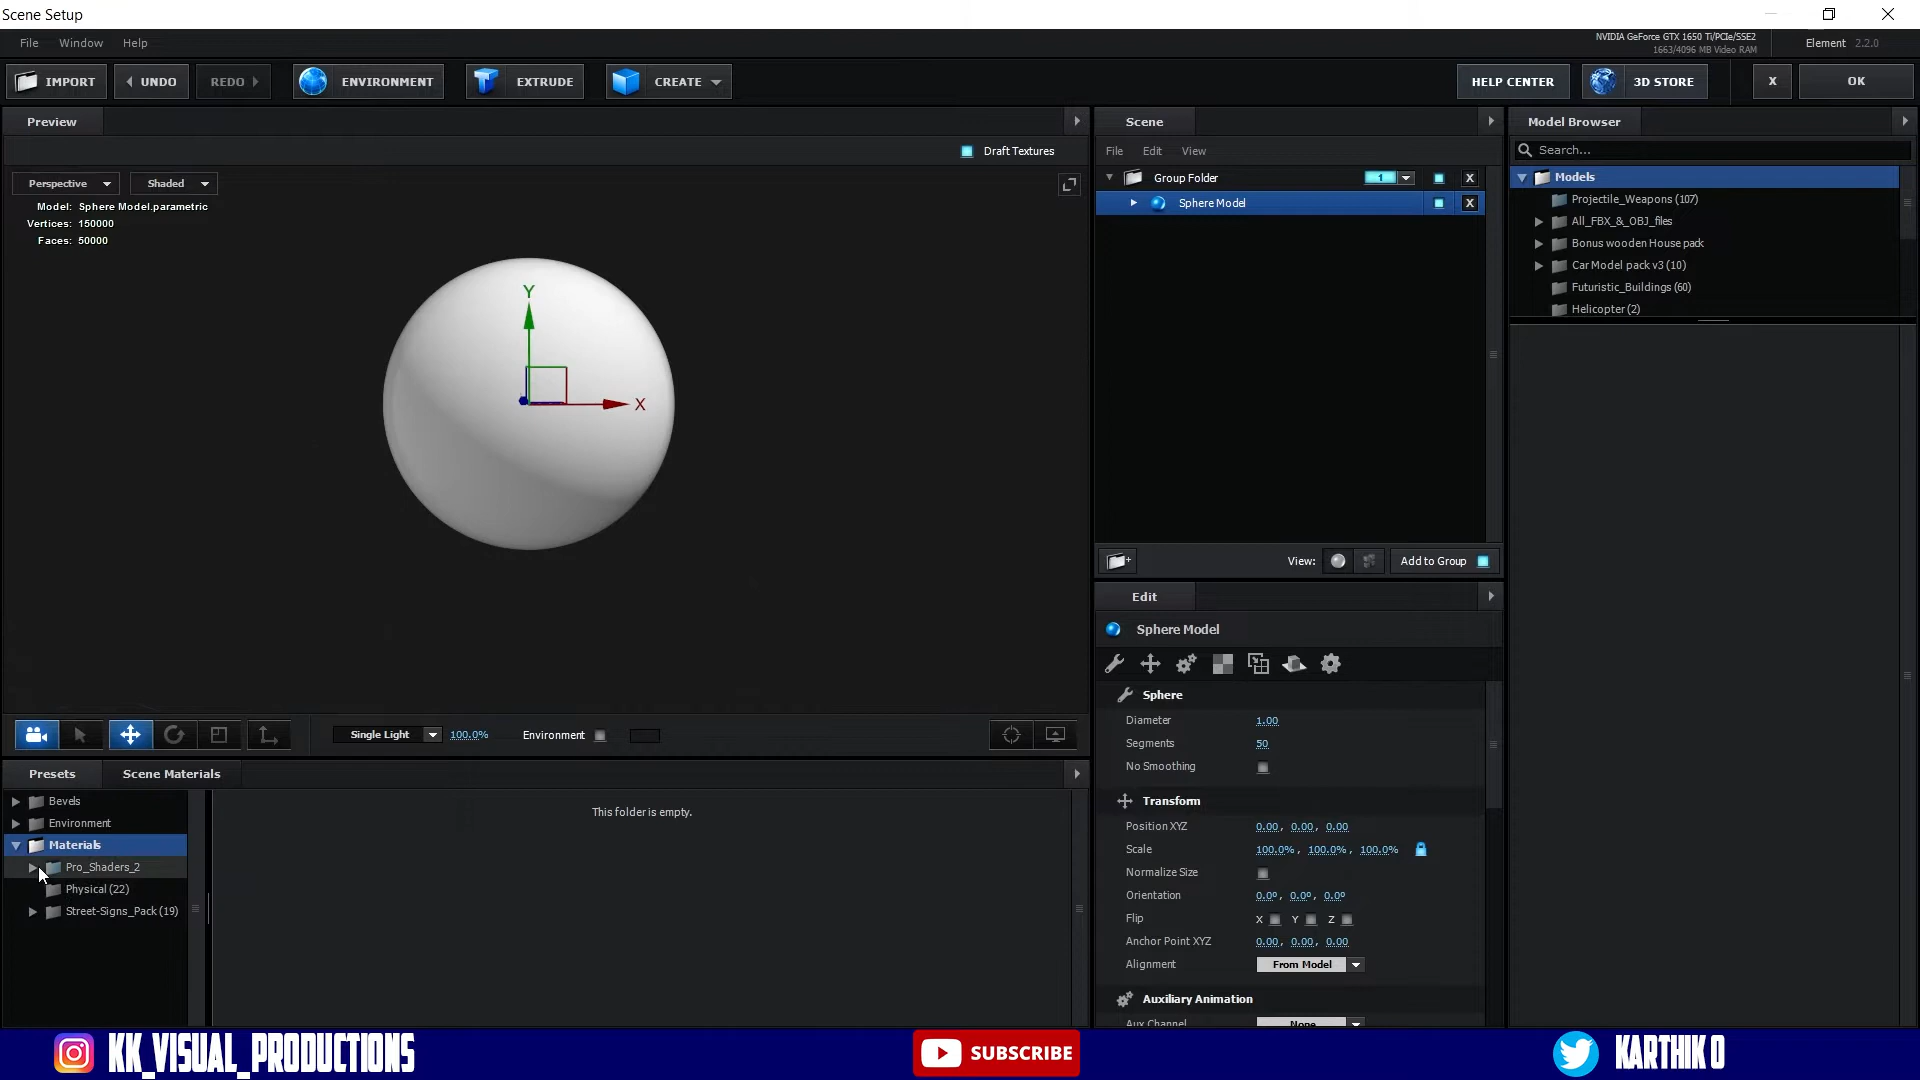 Scene Setup
File Window Help
NVIDIA GeForce GTX 1650 Ti/PCIe/SSE2
1663/4096 MB Video RAM
Element 2.2.0
IMPORT UNDO REDO ENVIRONMENT EXTRUDE CREATE HELP CENTER 3D STORE X OK
Preview
Draft Textures
Perspective Shaded
Model: Sphere Model.parametric
Vertices: 150000
Faces: 50000
Y
X
Single Light 100.0% Environment
Scene
File Edit View
Group Folder 1 X
Sphere Model X
View: Add to Group
Model Browser
Search...
Models
Projectile_Weapons (107)
All_FBX_&_OBJ_files
Bonus wooden House pack
Car Model pack v3 (10)
Futuristic_Buildings (60)
Helicopter (2)
Edit
Sphere Model
Sphere
Diameter 1.00
Segments 50
No Smoothing
Transform
Position XYZ 0.00, 0.00, 0.00
Scale 100.0%, 100.0%, 100.0%
Normalize Size
Orientation 0.0º, 0.0º, 0.0º
Flip X Y Z
Anchor Point XYZ 0.00, 0.00, 0.00
Alignment From Model
Auxiliary Animation
Aux Channel None
Presets Scene Materials
Bevels
Environment
Materials
Pro_Shaders_2
Physical (22)
Street-Signs_Pack (19)
This folder is empty.
KK_VISUAL_PRODUCTIONS SUBSCRIBE KARTHIK O